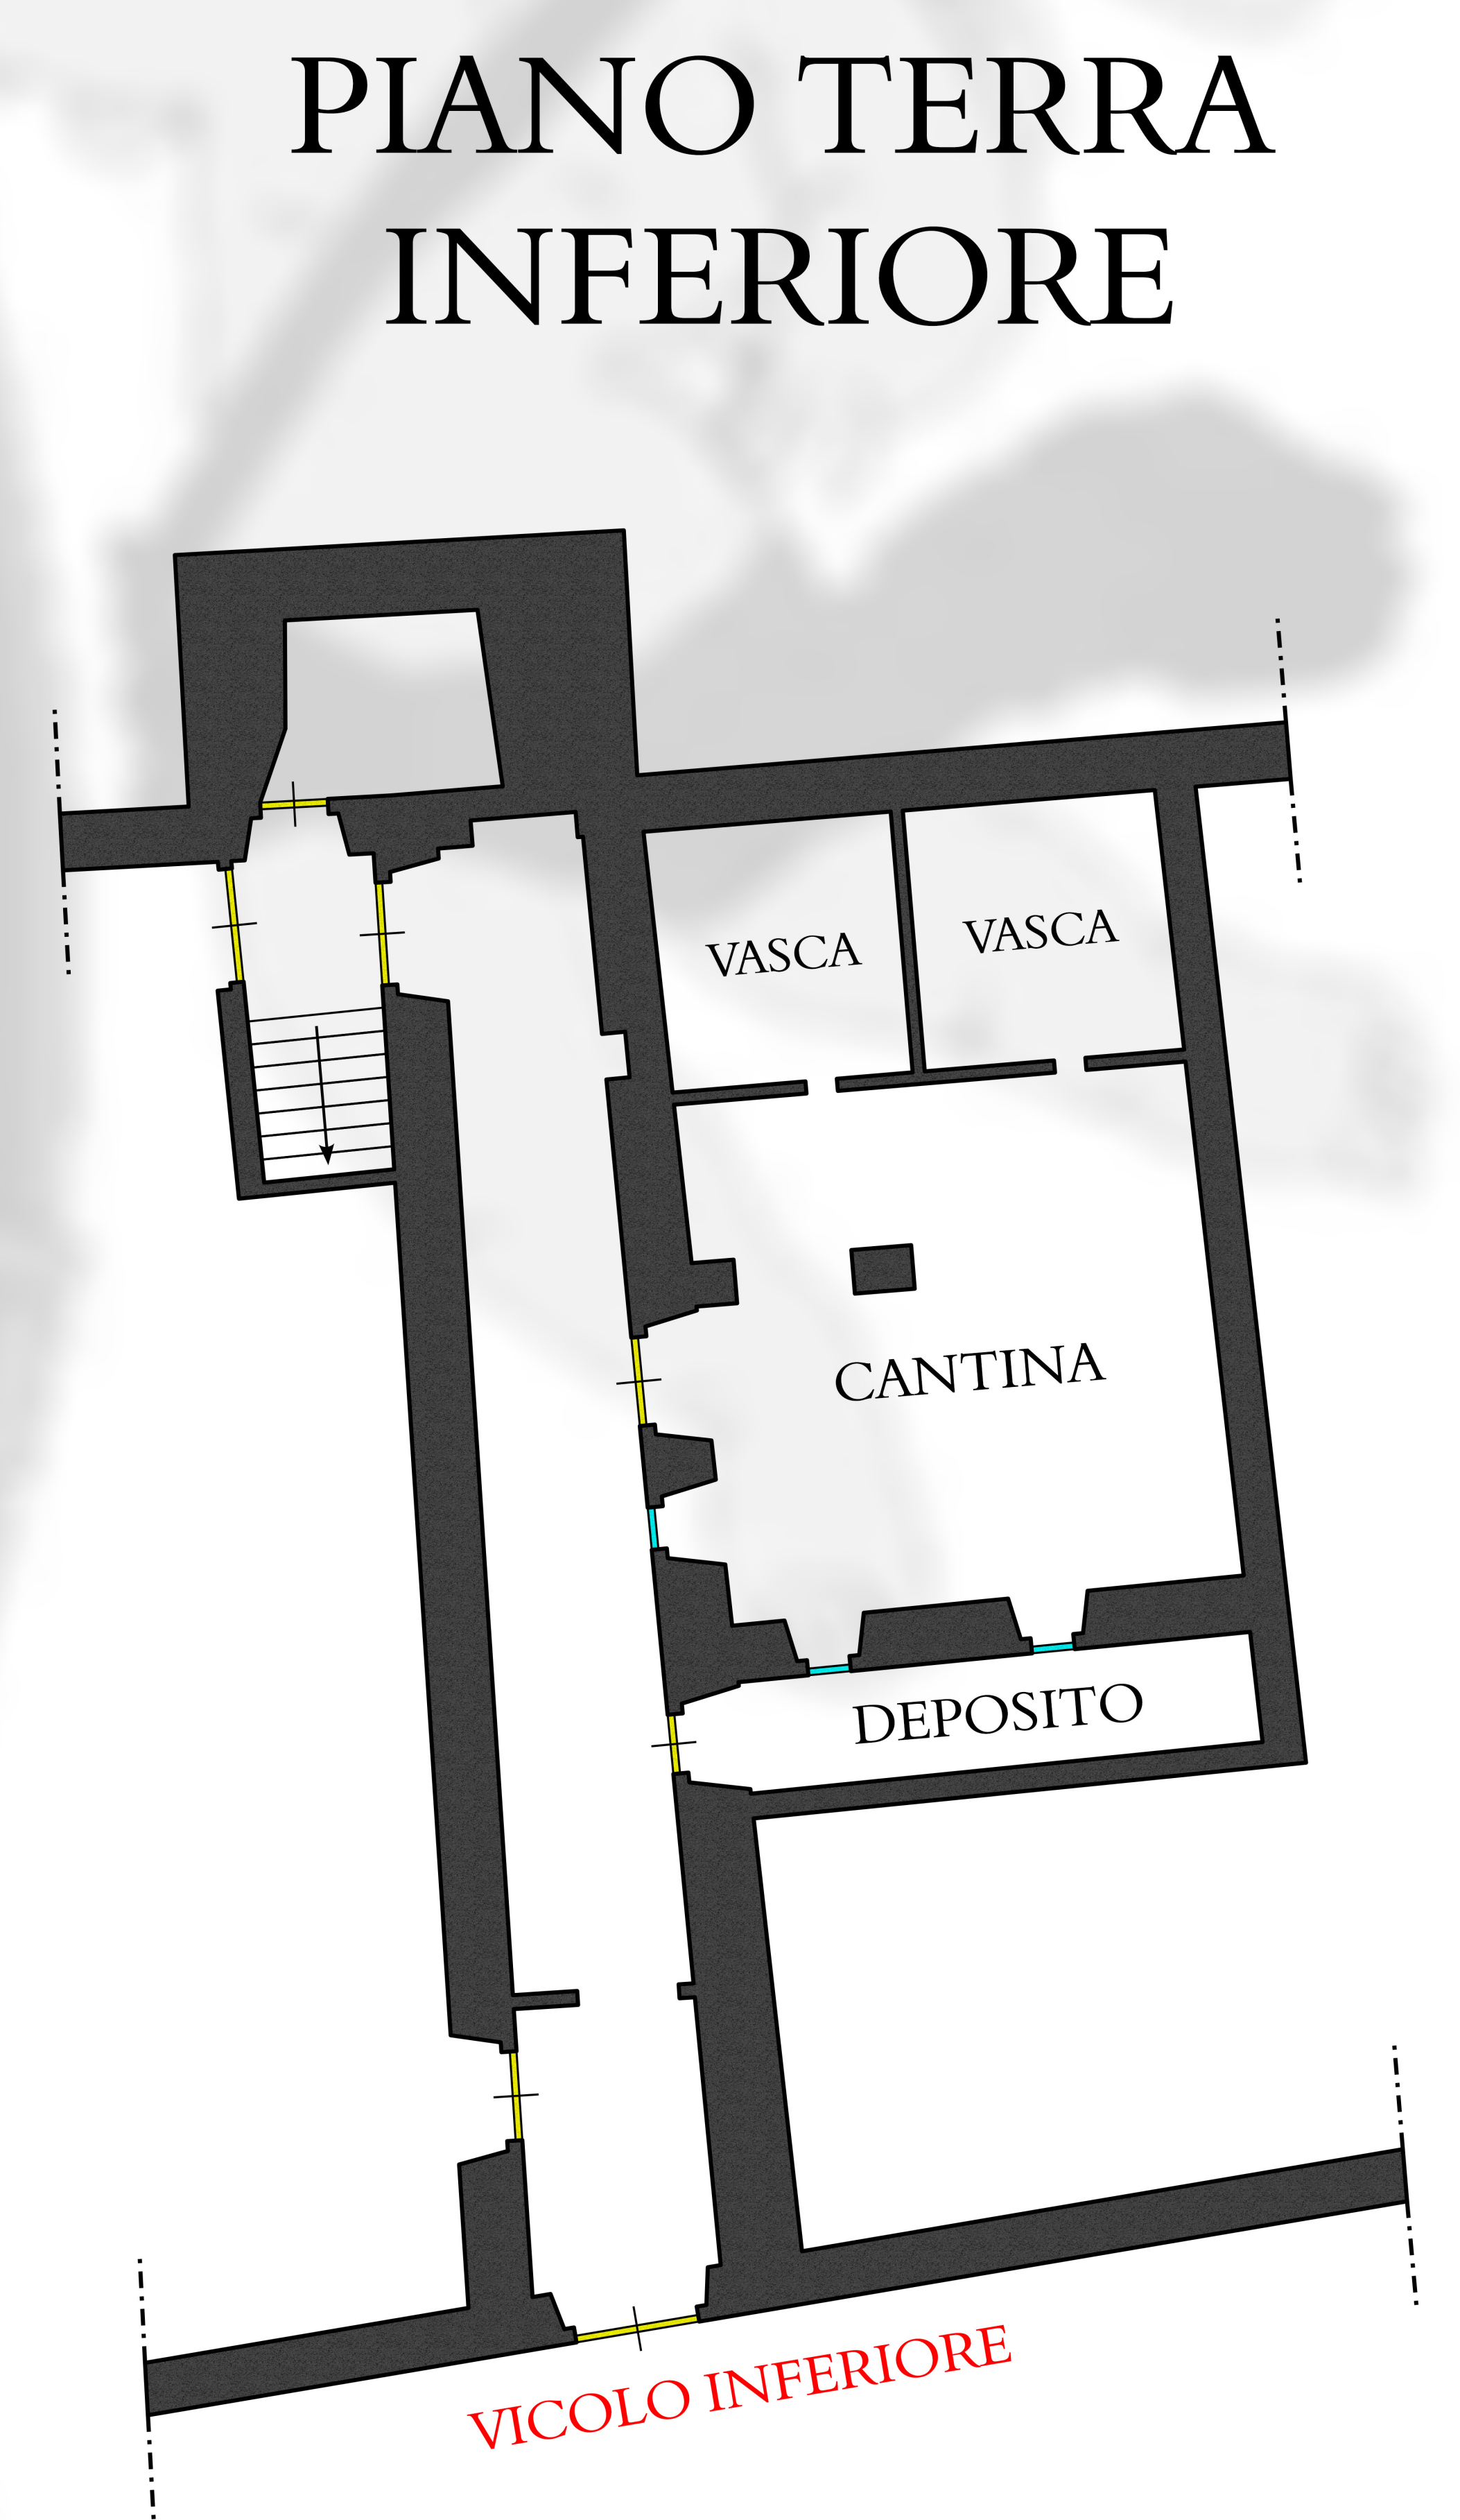 PIANO TERRA
INFERIORE
VASCA
VASCA
CANTINA
DEPOSITO
VICOLO INFERIORE